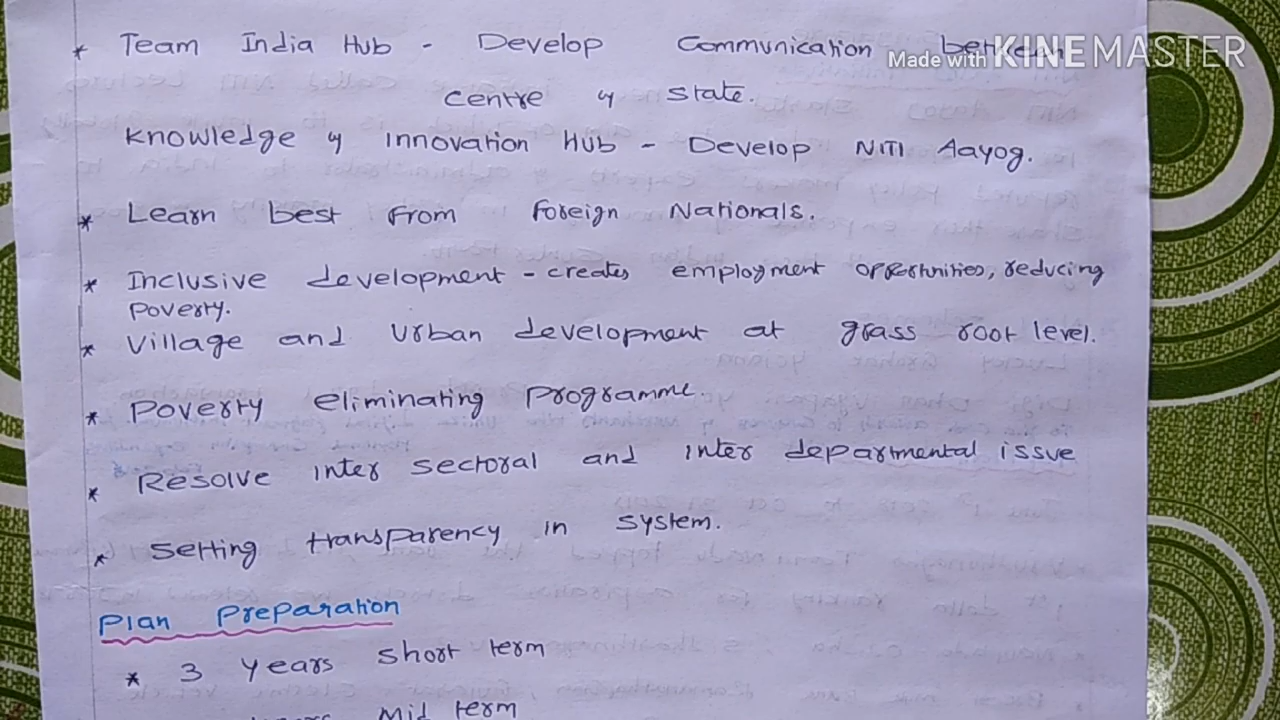 * Team India Hub - Develop Communication between
Made with KINEMASTER
centre & state.
Knowledge & Innovation Hub - Develop NITI Aayog.
* Learn best from foreign Nationals.
* Inclusive development - creates employment opportunities, reducing
poverty.
* Village and Urban development at grass root level.
* Poverty eliminating programme.
* Resolve inter sectoral and inter departmental issue
* Setting transparency in system.
Plan Preparation
* 3 years short term
Mid term